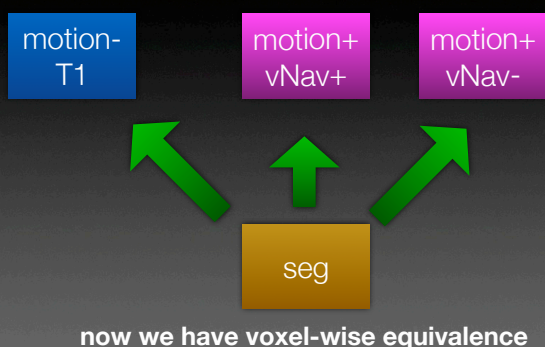 motion-
T1
motion+
vNav+
motion+
vNav-
seg
now we have voxel-wise equivalence